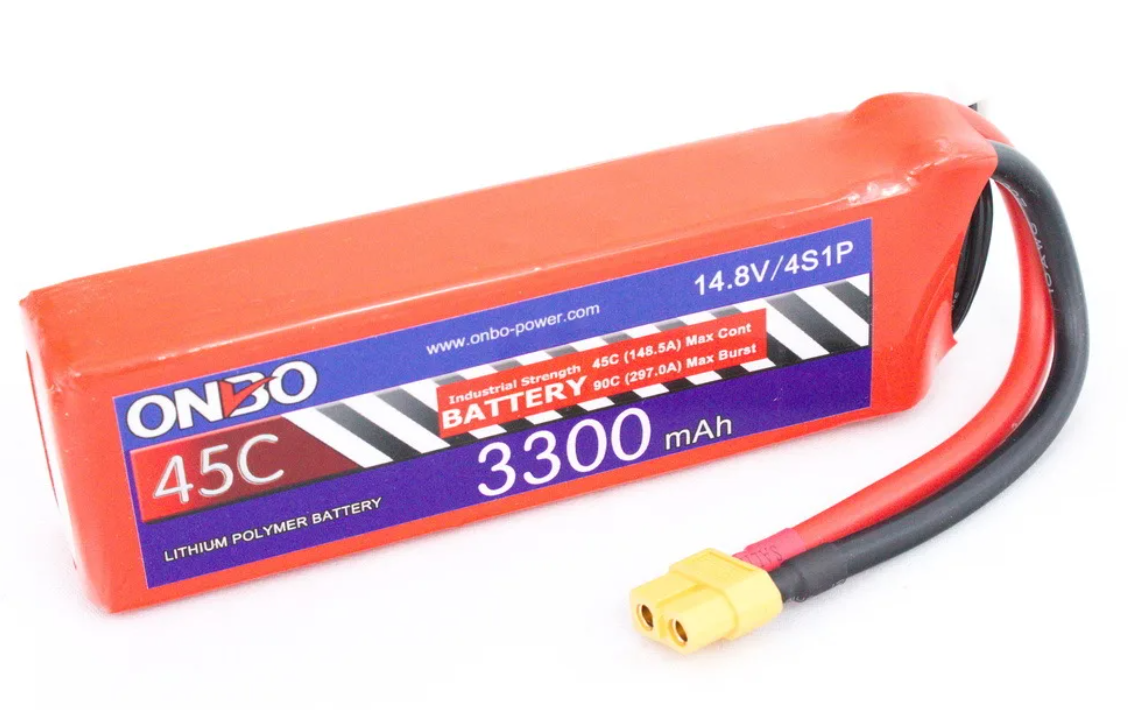 14.8V/4S1P
www.onbo-power.com
ONBO
45C
Industrial Strength
BATTERY
45C (148.5A) Max Cont
90C (297.0A) Max Burst
3300 mAh
LITHIUM POLYMER BATTERY